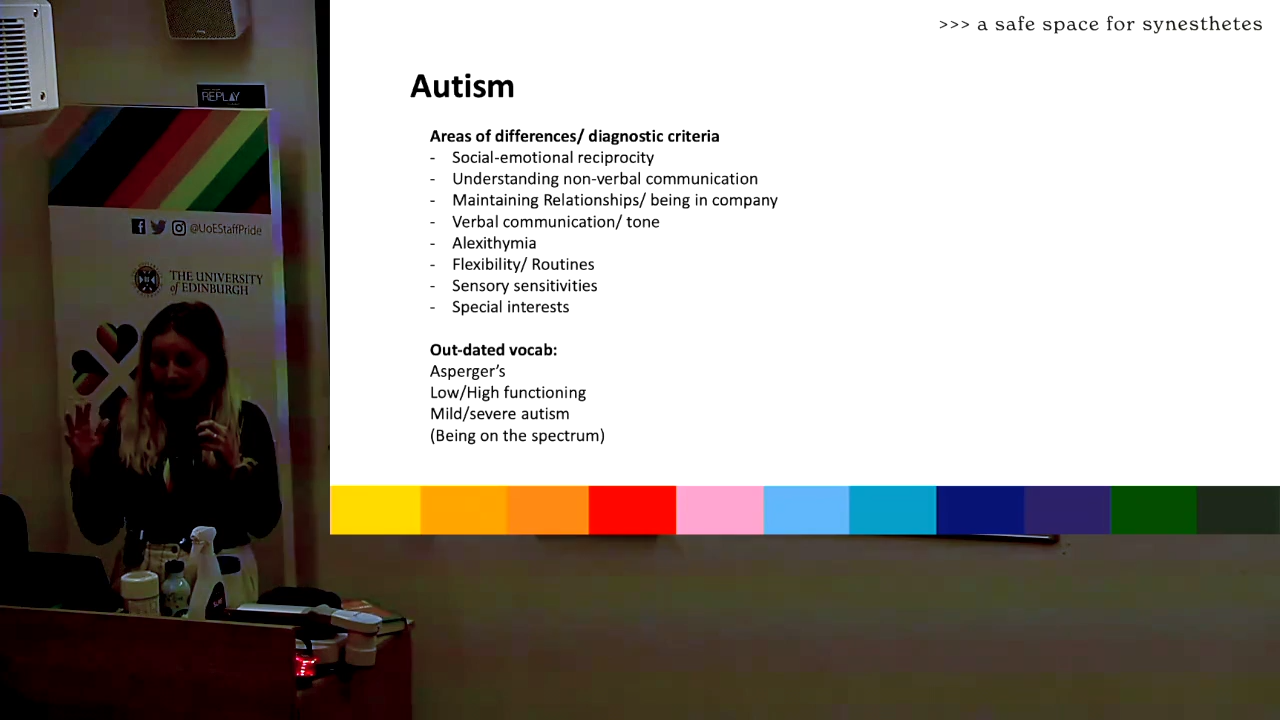 >>> a safe space for synesthetes
Autism
Areas of differences/ diagnostic criteria
- Social-emotional reciprocity
- Understanding non-verbal communication
- Maintaining Relationships/ being in company
- Verbal communication/ tone
- Alexithymia
- Flexibility/ Routines
- Sensory sensitivities
- Special interests
Out-dated vocab:
Asperger's
Low/High functioning
Mild/severe autism
(Being on the spectrum)
REPLAY
@UoEStaffPride
THE UNIVERSITY
of EDINBURGH